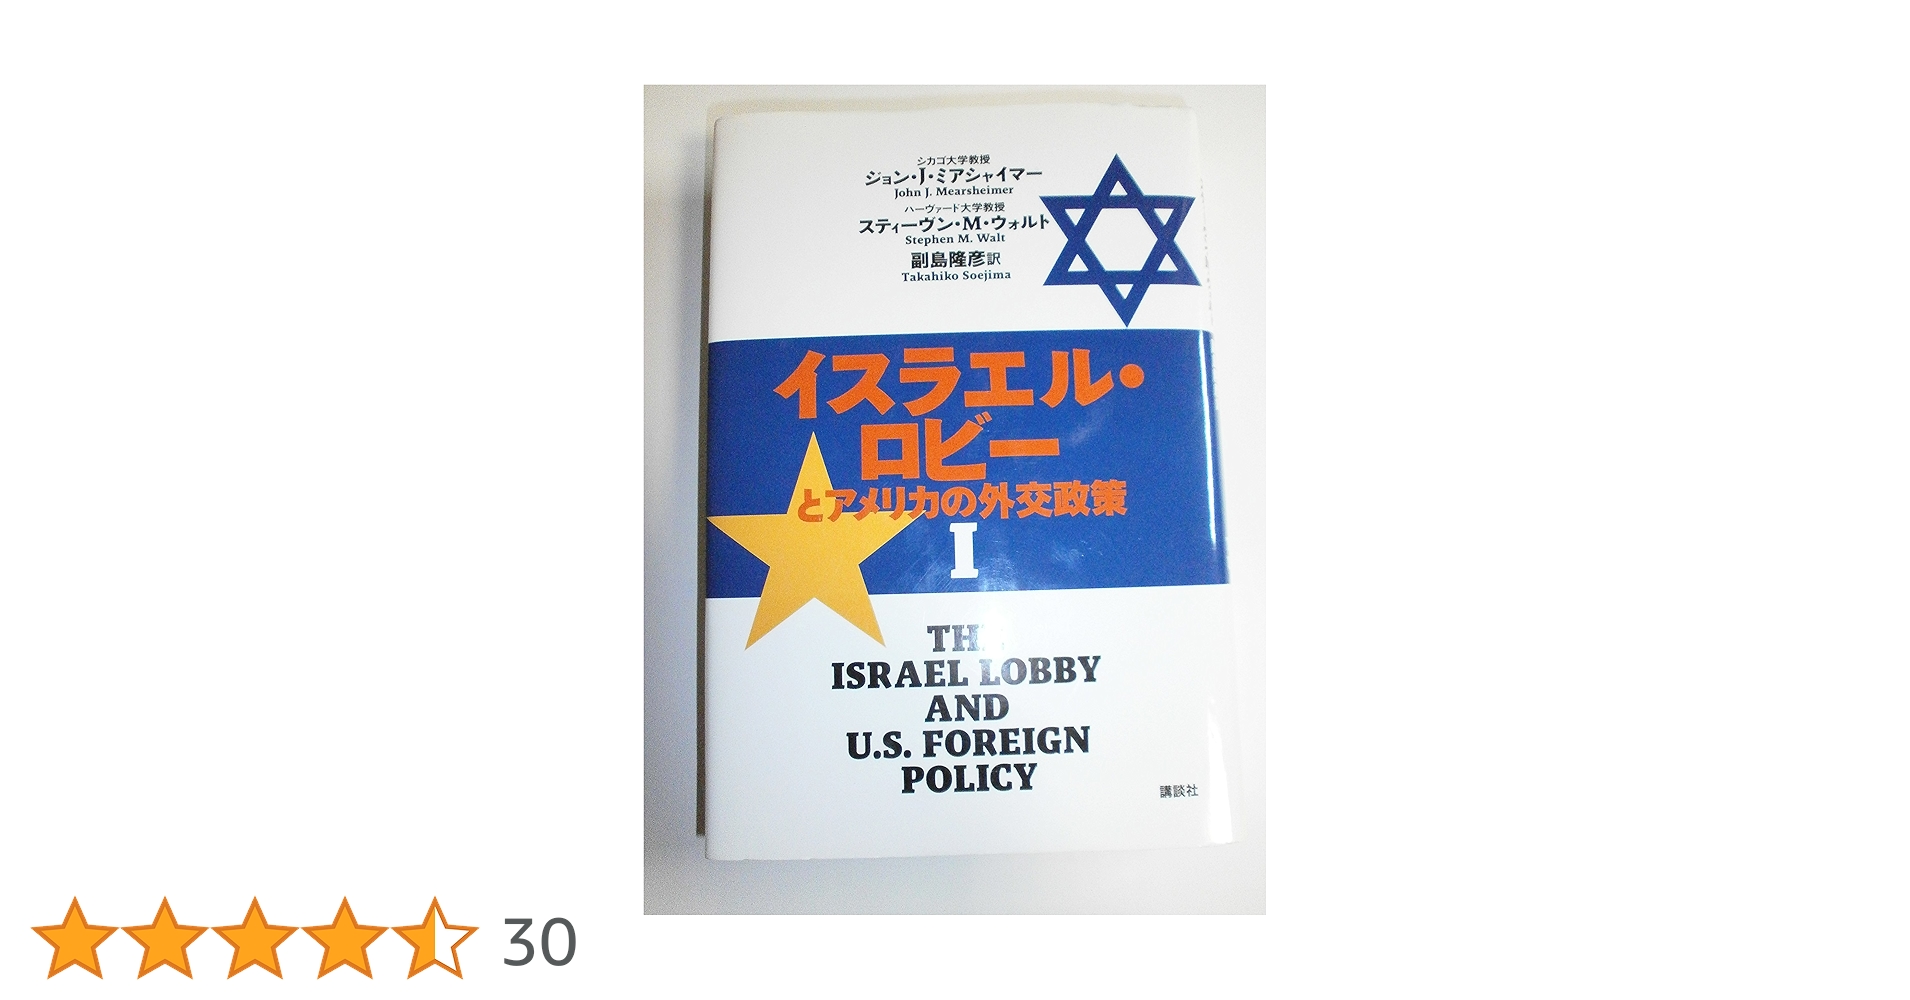 シカゴ大学教授
ジョン・J・ミアシャイマー
John J. Mearsheimer
ハーヴァード大学教授
スティーヴン・M・ウォルト
Stephen M. Walt
副島隆彦訳
Takahiko Soejima
イスラエル・
ロビー
とアメリカの外交政策
I
TH
ISRAEL LOBBY
AND
U.S. FOREIGN
POLICY
講談社
30